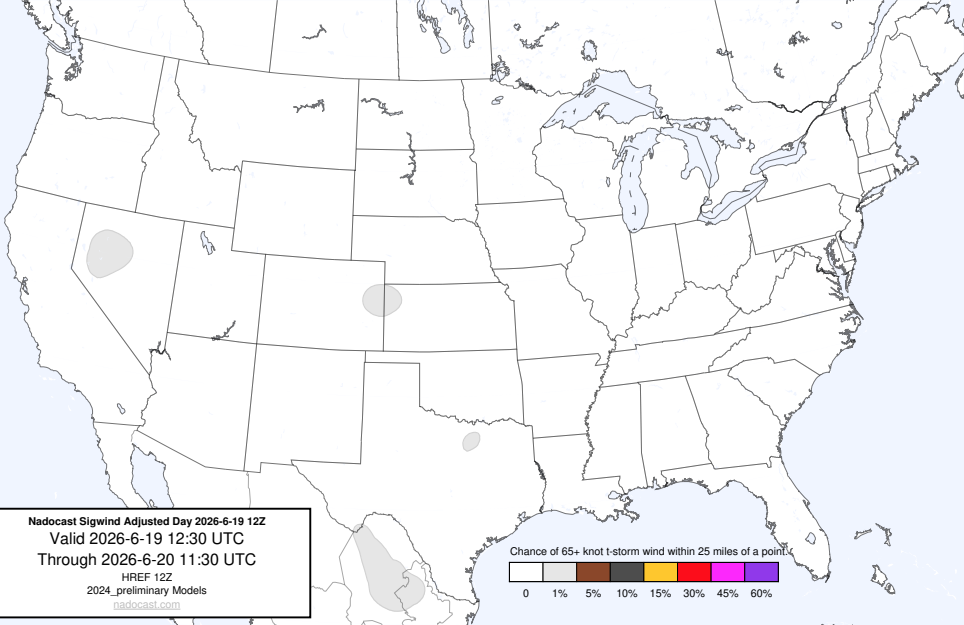 Nadocast Sigwind Adjusted Day 2026-6-19 12Z
Valid 2026-6-19 12:30 UTC
Through 2026-6-20 11:30 UTC
HREF 12Z
2024_preliminary Models
nadocast.com
Chance of 65+ knot t-storm wind within 25 miles of a point.
0 1% 5% 10% 15% 30% 45% 60%